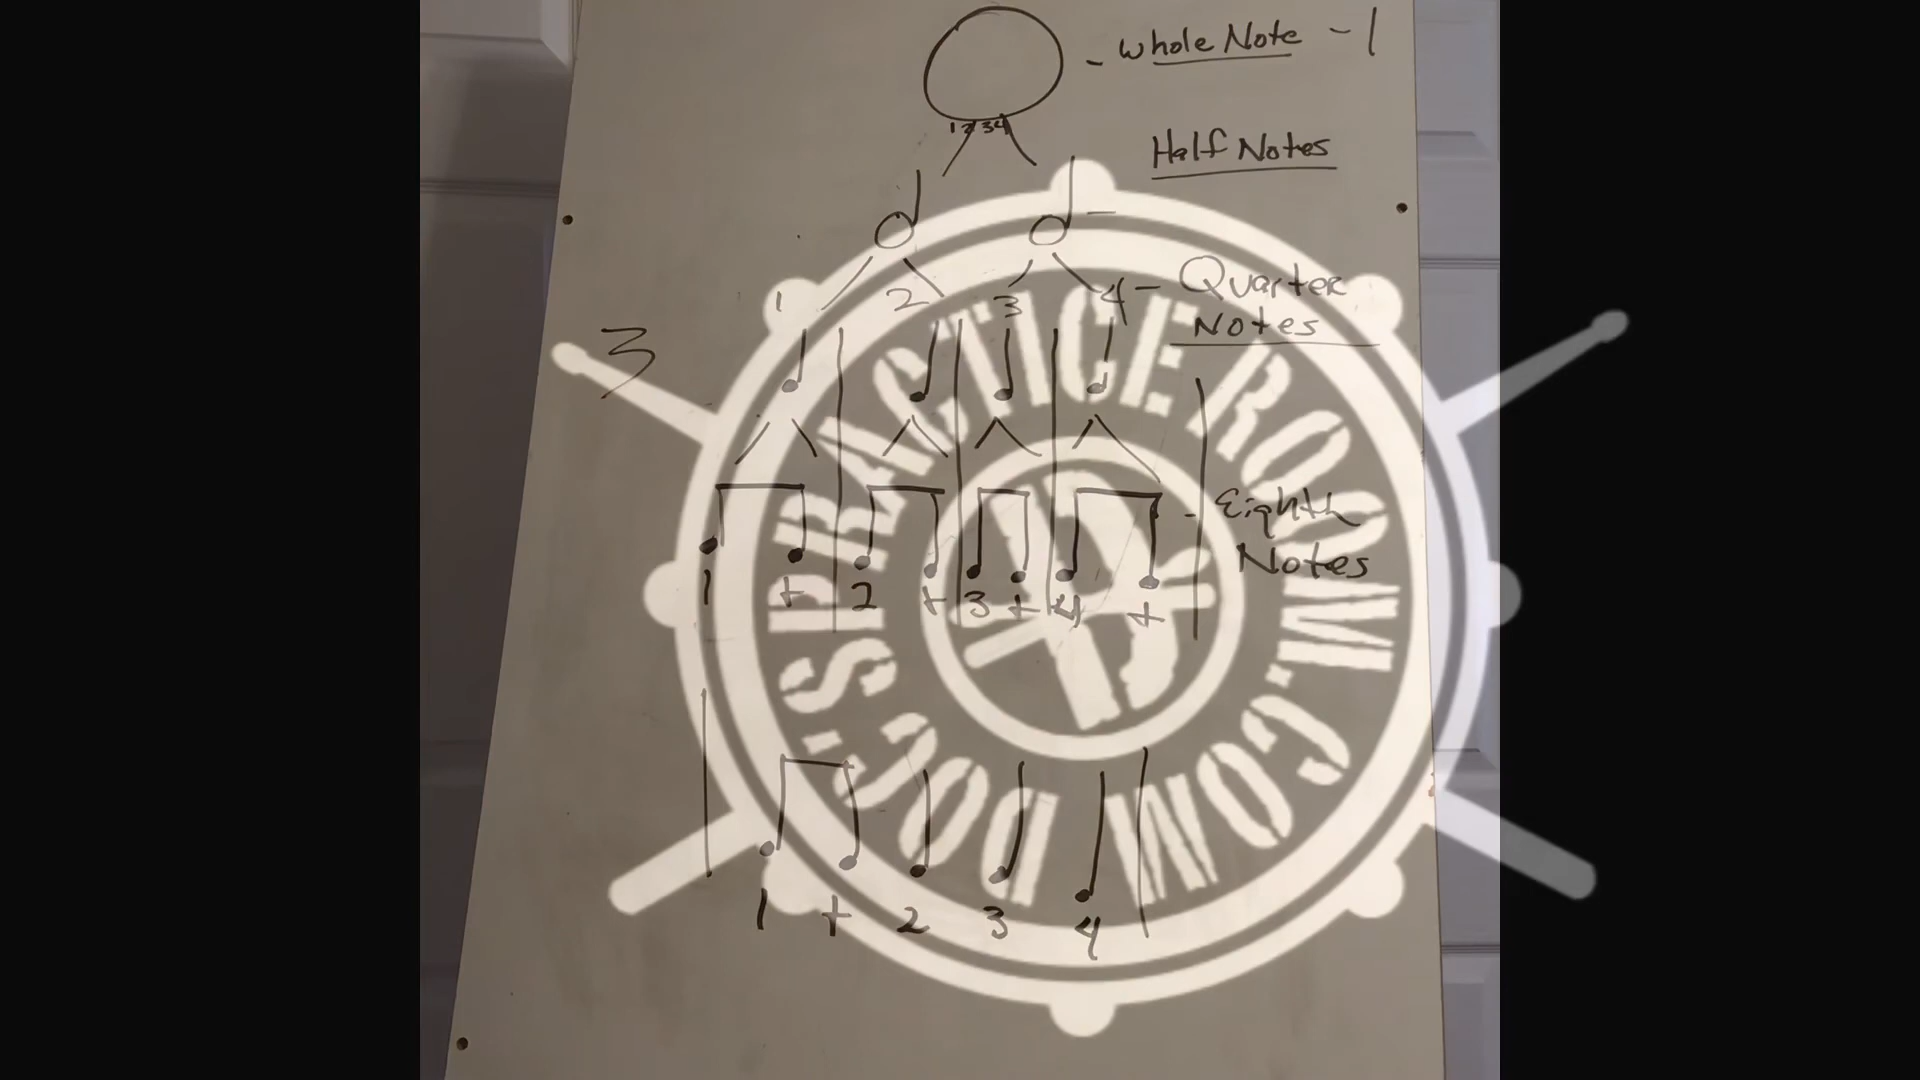 - whole Note - 1
1 2 3 4
Half Notes
1 2 3 4 - Quarter
Notes
3
- Eighth
Notes
1 + 2 + 3 + 4 +
1 + 2 3 4
DOC'S PRACTICE ROOM.COM